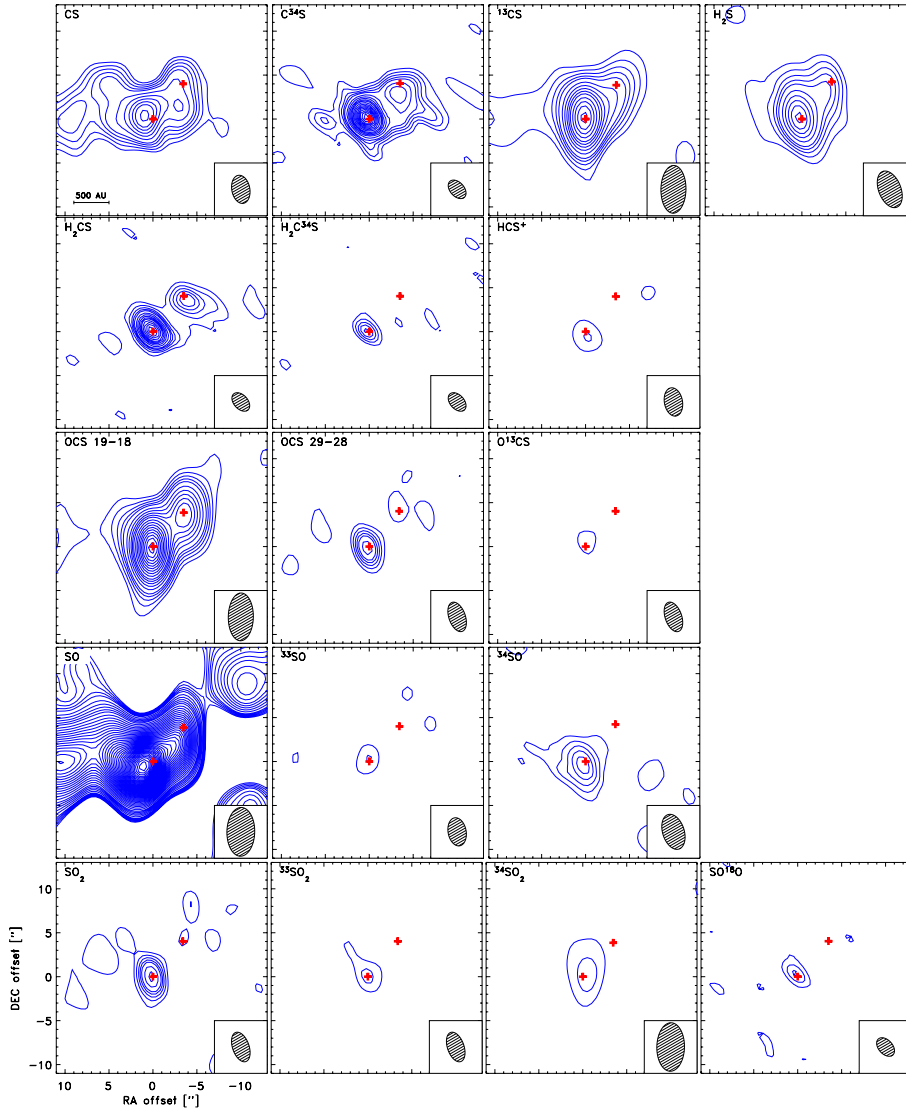 CS
C³⁴S
¹³CS
H₂S
500 AU
H₂CS
H₂C³⁴S
HCS⁺
OCS 19−18
OCS 29−28
O¹³CS
SO
³³SO
³⁴SO
SO₂
³³SO₂
³⁴SO₂
SO¹⁸O
10
5
0
−5
−10
DEC offset ["]
10
5
0
−5
−10
RA offset ["]